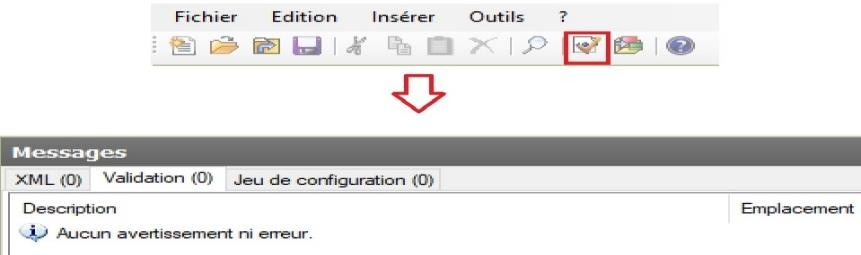 Fichier Edition Insérer Outils ?
Messages
XML (0) Validation (0) Jeu de configuration (0)
Description Emplacement
Aucun avertissement ni erreur.